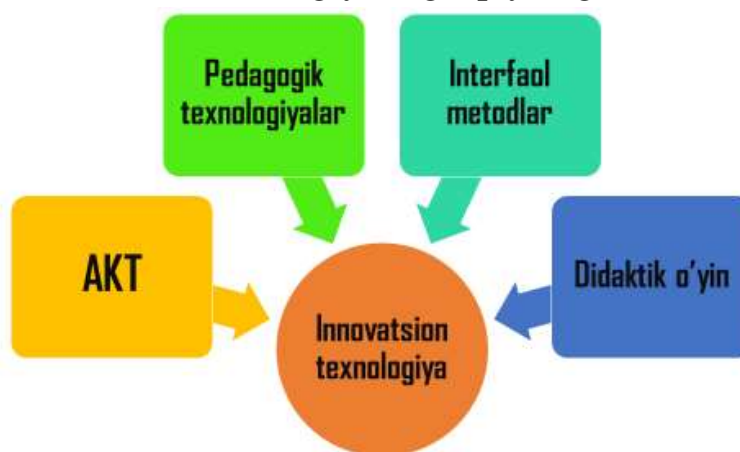 Pedagogik
texnologiyalar
Interfaol
metodlar
AKT
Didaktik o'yin
Innovatsion
texnologiya